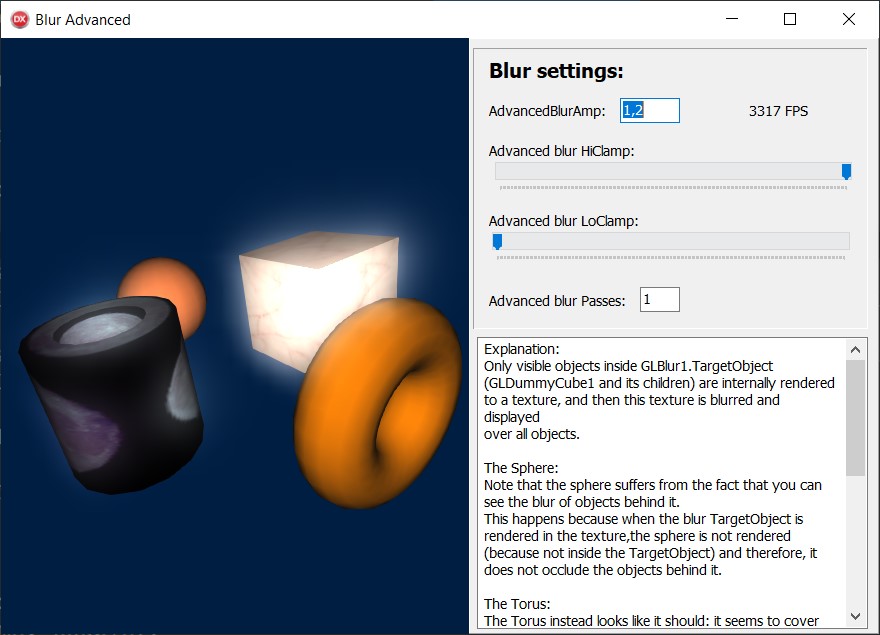 DX
Blur Advanced
Blur settings:
AdvancedBlurAmp: 1,2 3317 FPS
Advanced blur HiClamp:
Advanced blur LoClamp:
Advanced blur Passes: 1
Explanation:
Only visible objects inside GLBlur1.TargetObject
(GLDummyCube1 and its children) are internally rendered
to a texture, and then this texture is blurred and
displayed
over all objects.
The Sphere:
Note that the sphere suffers from the fact that you can
see the blur of objects behind it.
This happens because when the blur TargetObject is
rendered in the texture,the sphere is not rendered
(because not inside the TargetObject) and therefore, it
does not occlude the objects behind it.
The Torus:
The Torus instead looks like it should: it seems to cover